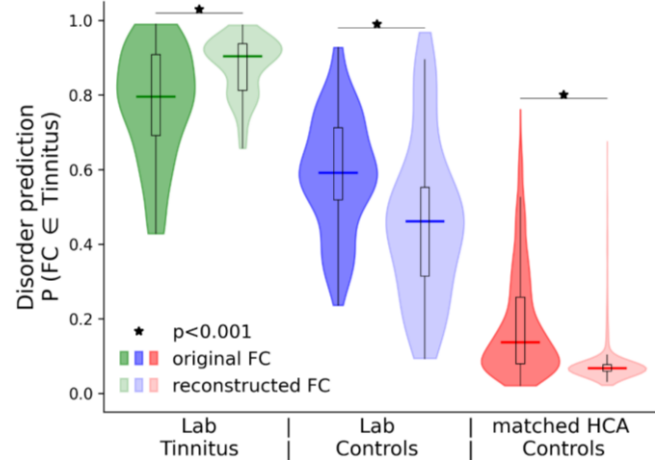 Disorder prediction
P (FC ∈ Tinnitus)
1.0
0.8
0.6
0.4
0.2
0.0
★
★
★
★ p<0.001
original FC
reconstructed FC
Lab | Lab | matched HCA
Tinnitus | Controls | Controls